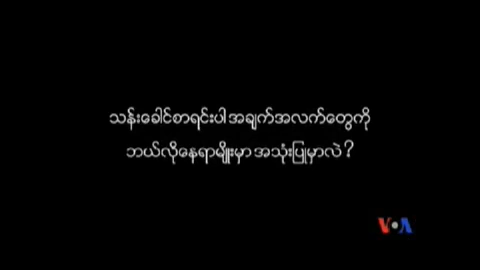 သန်းခေါင်စာရင်းပါ အချက်အလက်တွေကို
ဘယ်လိုနေရာမျိုးမှာ အသုံးပြုမှာလဲ ?
VOA